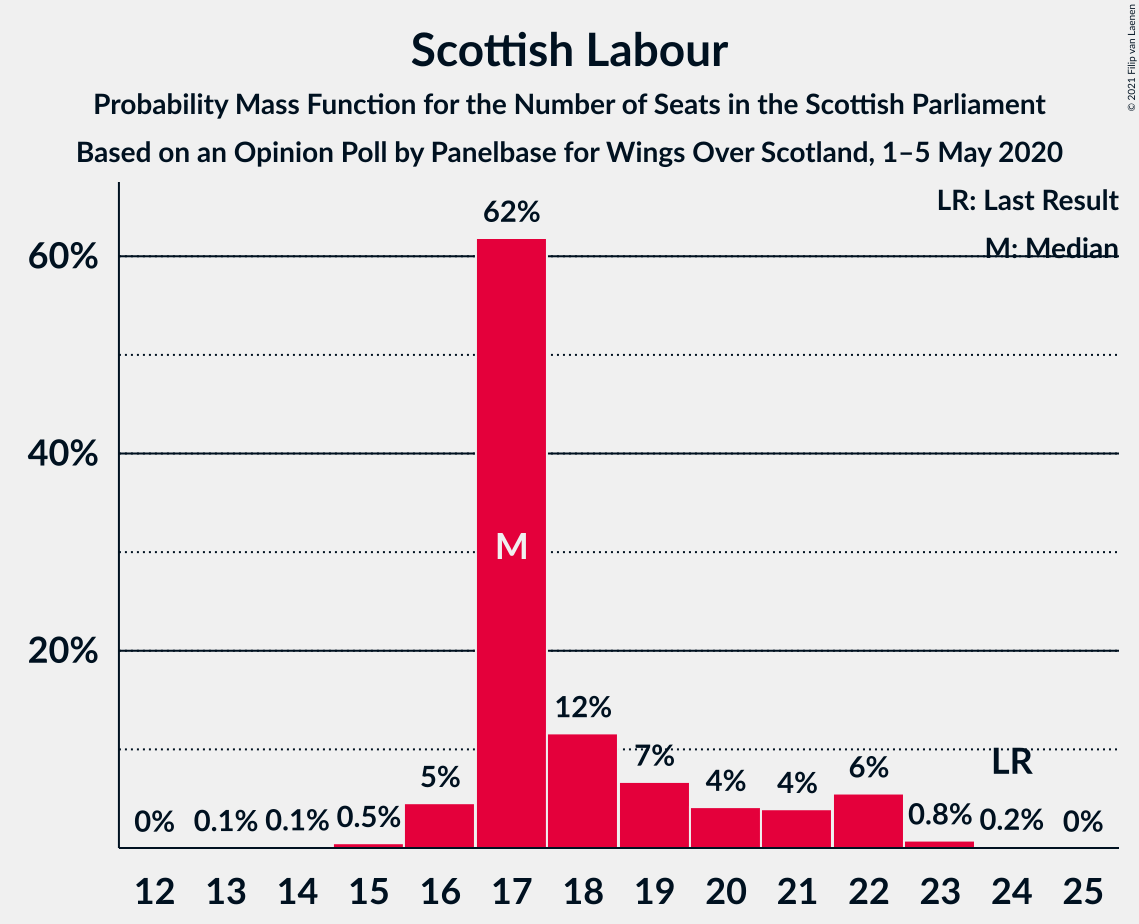 Scottish Labour
Probability Mass Function for the Number of Seats in the Scottish Parliament
Based on an Opinion Poll by Panelbase for Wings Over Scotland, 1–5 May 2020
© 2021 Filip van Laenen
LR: Last Result
M: Median
60%
40%
20%
0% 0.1% 0.1% 0.5% 5% 62% 12% 7% 4% 4% 6% 0.8% 0.2% 0%
M
LR
12 13 14 15 16 17 18 19 20 21 22 23 24 25